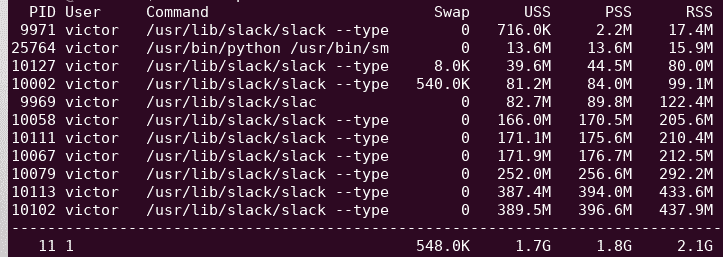 PID User Command Swap USS PSS RSS
9971 victor /usr/lib/slack/slack --type 0 716.0K 2.2M 17.4M
25764 victor /usr/bin/python /usr/bin/sm 0 13.6M 13.6M 15.9M
10127 victor /usr/lib/slack/slack --type 8.0K 39.6M 44.5M 80.0M
10002 victor /usr/lib/slack/slack --type 540.0K 81.2M 84.0M 99.1M
9969 victor /usr/lib/slack/slac 0 82.7M 89.8M 122.4M
10058 victor /usr/lib/slack/slack --type 0 166.0M 170.5M 205.6M
10111 victor /usr/lib/slack/slack --type 0 171.1M 175.6M 210.4M
10067 victor /usr/lib/slack/slack --type 0 171.9M 176.7M 212.5M
10079 victor /usr/lib/slack/slack --type 0 252.0M 256.6M 292.2M
10113 victor /usr/lib/slack/slack --type 0 387.4M 394.0M 433.6M
10102 victor /usr/lib/slack/slack --type 0 389.5M 396.6M 437.9M
-------------------------------------------------------------------------------
11 1 548.0K 1.7G 1.8G 2.1G